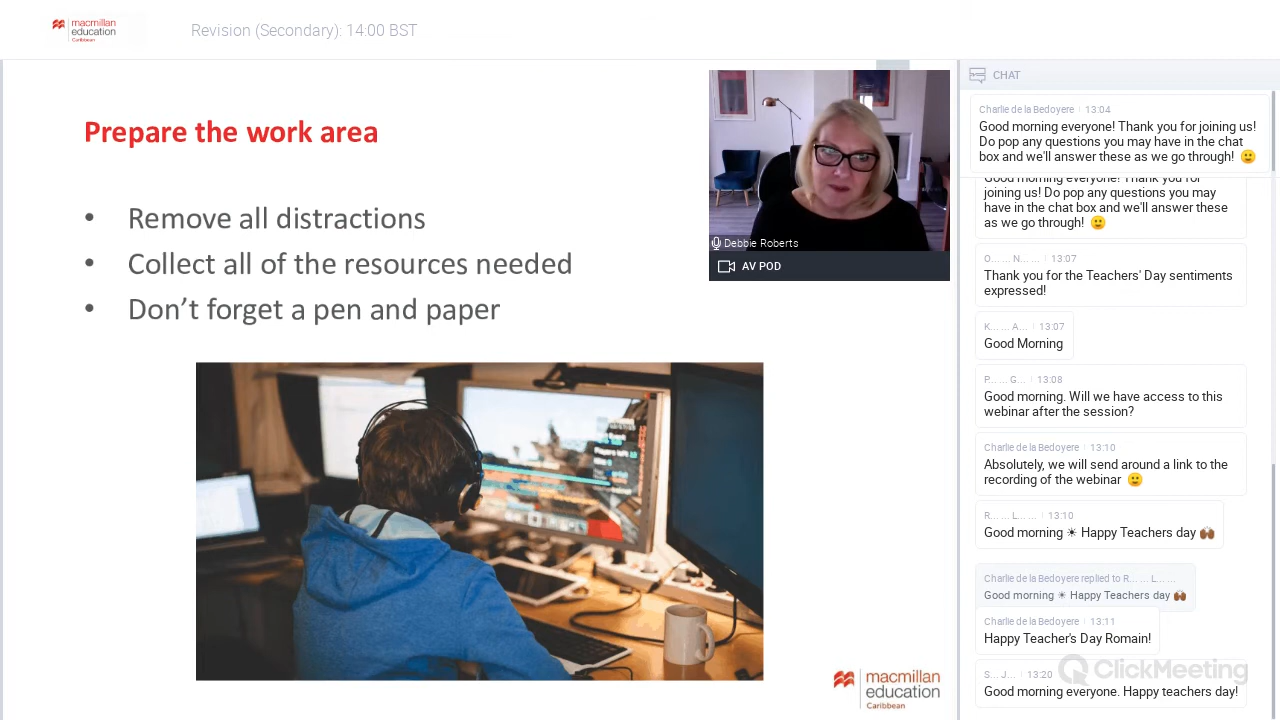 macmillan
education
Caribbean
Revision (Secondary): 14:00 BST
Prepare the work area
• Remove all distractions
• Collect all of the resources needed
• Don’t forget a pen and paper
Debbie Roberts
AV POD
macmillan
education
Caribbean
CHAT
Charlie de la Bedoyere 13:04
Good morning everyone! Thank you for joining us!
Do pop any questions you may have in the chat
box and we'll answer these as we go through! 🙂
Good morning everyone! Thank you for
joining us! Do pop any questions you may
have in the chat box and we'll answer these
as we go through! 🙂
O... ... N... ... 13:07
Thank you for the Teachers' Day sentiments
expressed!
K... ... A... 13:07
Good Morning
P... ... G... 13:08
Good morning. Will we have access to this
webinar after the session?
Charlie de la Bedoyere 13:10
Absolutely, we will send around a link to the
recording of the webinar 🙂
R... ... L... ... 13:10
Good morning ☀ Happy Teachers day 🙌🏾
Charlie de la Bedoyere replied to R... ... L... ...
Good morning ☀ Happy Teachers day 🙌🏾
Charlie de la Bedoyere 13:11
Happy Teacher's Day Romain!
ClickMeeting
S... J... 13:20
Good morning everyone. Happy teachers day!